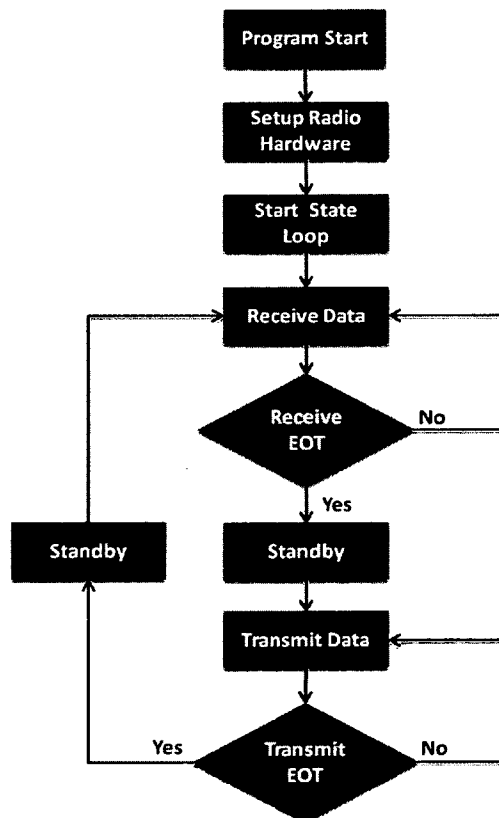 Program Start
Setup Radio
Hardware
Start State
Loop
Receive Data
Receive
EOT
No
Yes
Standby
Standby
Transmit Data
Yes
Transmit
EOT
No